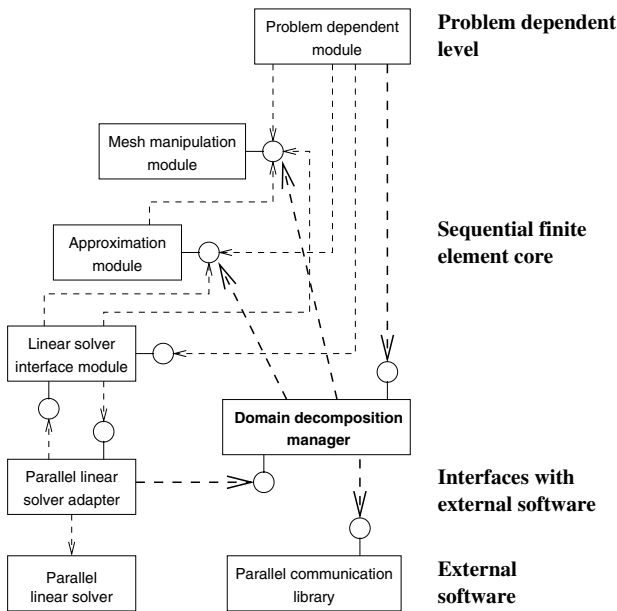 Problem dependent
module
Problem dependent
level
Mesh manipulation
module
Approximation
module
Sequential finite
element core
Linear solver
interface module
Domain decomposition
manager
Parallel linear
solver adapter
Interfaces with
external software
Parallel
linear solver
Parallel communication
library
External
software